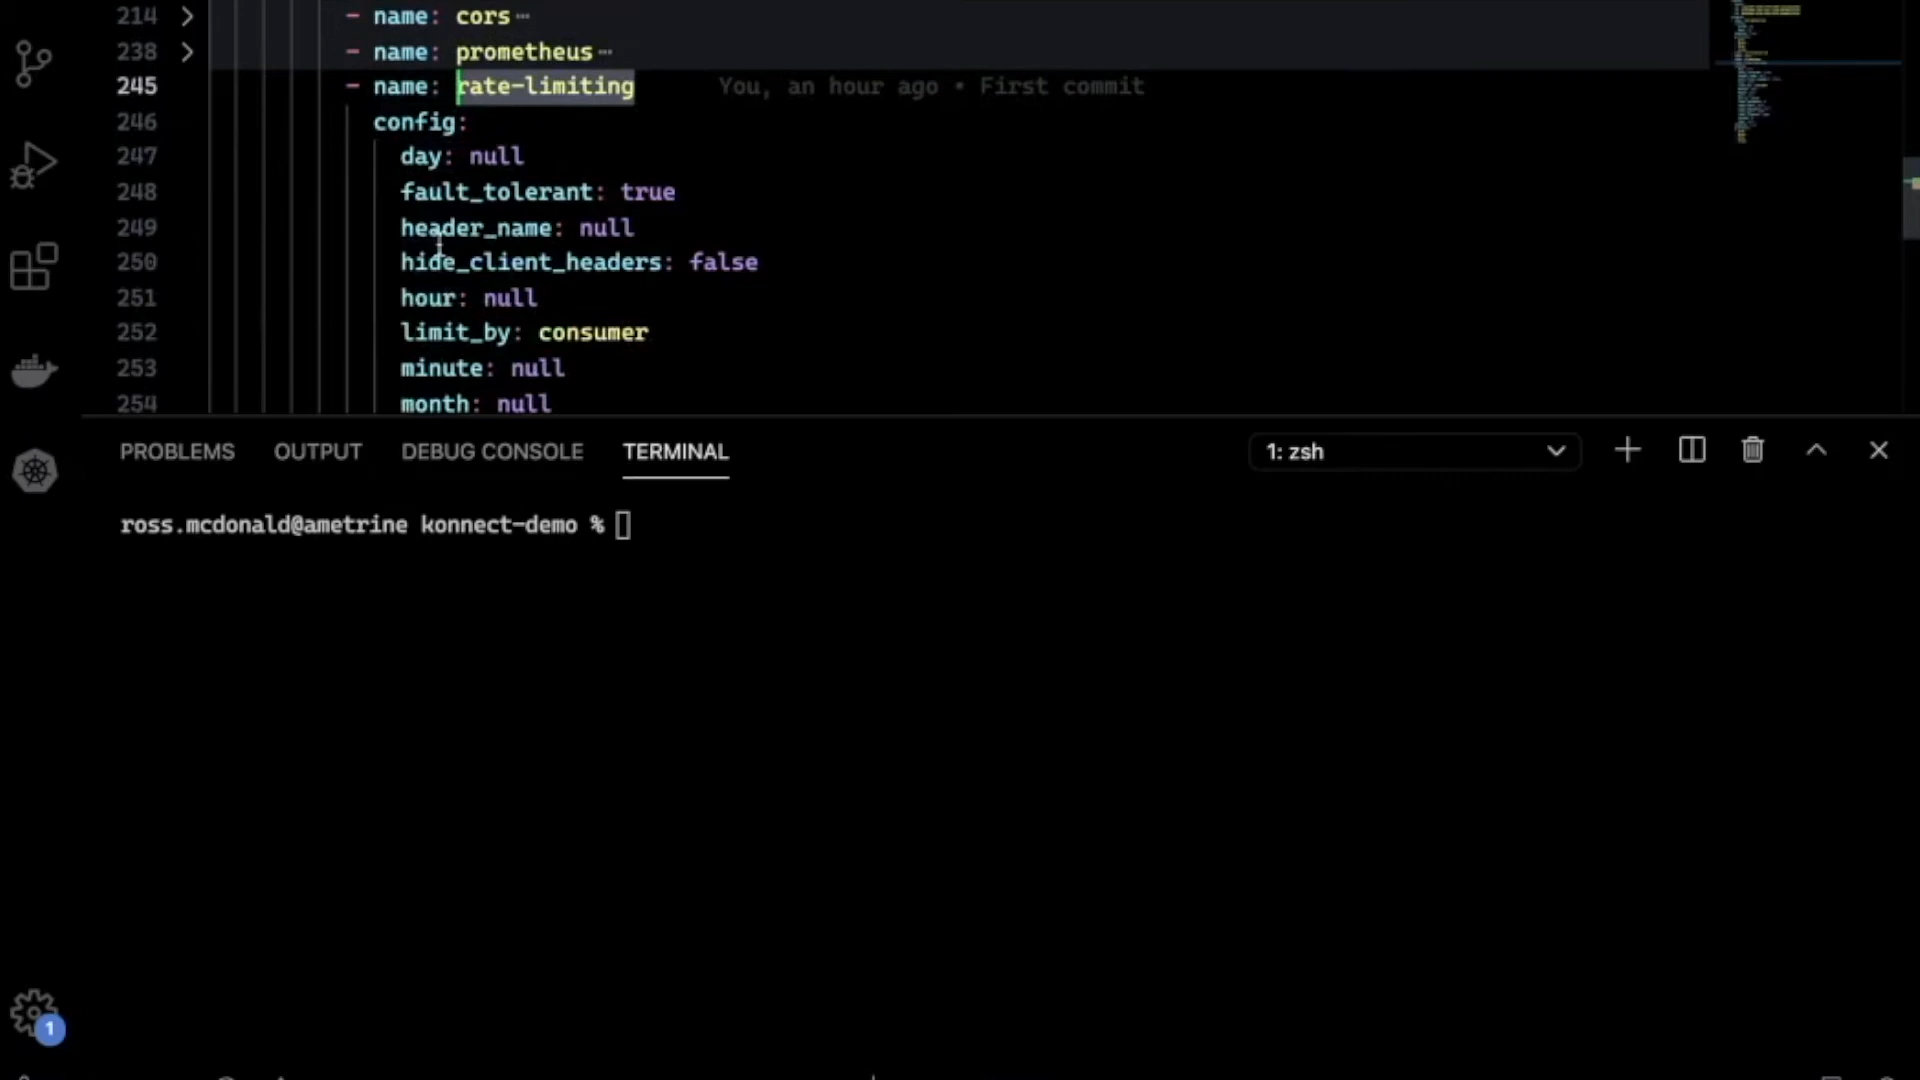 214 > - name: cors ···
238 > - name: prometheus ···
245 - name: rate-limiting You, an hour ago • First commit
246 config:
247 day: null
248 fault_tolerant: true
249 header_name: null
250 hide_client_headers: false
251 hour: null
252 limit_by: consumer
253 minute: null
254 month: null
PROBLEMS OUTPUT DEBUG CONSOLE TERMINAL 1: zsh
ross.mcdonald@ametrine konnect-demo %
1